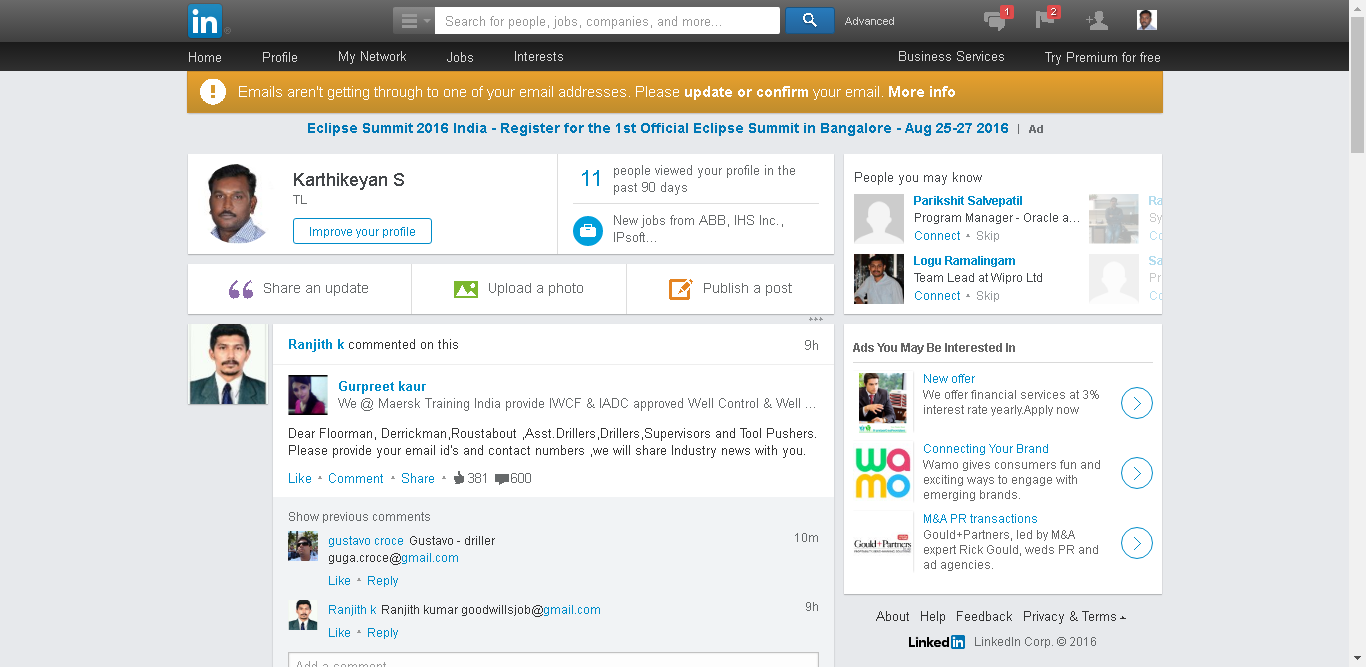 in
Search for people, jobs, companies, and more...
Advanced
1
2
Home
Profile
My Network
Jobs
Interests
Business Services
Try Premium for free
Emails aren't getting through to one of your email addresses. Please update or confirm your email. More info
Eclipse Summit 2016 India - Register for the 1st Official Eclipse Summit in Bangalore - Aug 25-27 2016 | Ad
Karthikeyan S
TL
Improve your profile
11
people viewed your profile in the
past 90 days
New jobs from ABB, IHS Inc.,
IPsoft...
People you may know
Parikshit Salvepatil
Program Manager - Oracle a...
Connect • Skip
Ra
Sy
Co
Logu Ramalingam
Team Lead at Wipro Ltd
Connect • Skip
Sa
Pr
Co
Share an update
Upload a photo
Publish a post
Ranjith k commented on this
9h
Gurpreet kaur
We @ Maersk Training India provide IWCF & IADC approved Well Control & Well ...
Dear Floorman, Derrickman,Roustabout ,Asst.Drillers,Drillers,Supervisors and Tool Pushers.
Please provide your email id's and contact numbers ,we will share Industry news with you.
Like • Comment • Share • 381 600
Show previous comments
gustavo croce Gustavo - driller
10m
guga.croce@gmail.com
Like • Reply
Ranjith k Ranjith kumar goodwillsjob@gmail.com
9h
Like • Reply
Add a comment
Ads You May Be Interested In
New offer
We offer financial services at 3%
interest rate yearly.Apply now
wamo
Connecting Your Brand
Wamo gives consumers fun and
exciting ways to engage with
emerging brands.
Gould+Partners
M&A PR transactions
Gould+Partners, led by M&A
expert Rick Gould, weds PR and
ad agencies.
About Help Feedback Privacy & Terms
Linked in LinkedIn Corp. © 2016